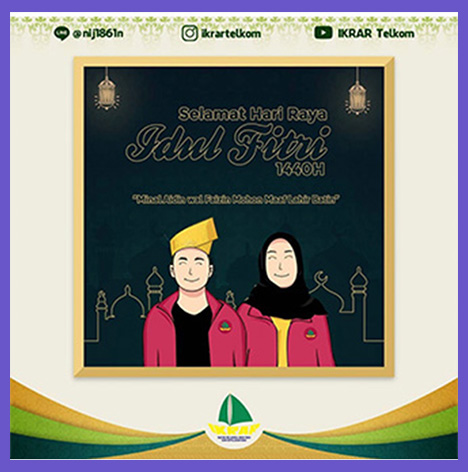 LINE @nij1861n ikrartelkom IKRAR Telkom
Selamat Hari Raya
Idul Fitri
1440H
"Minal Aidin wal Faizin Mohon Maaf Lahir Batin"
IKRAR